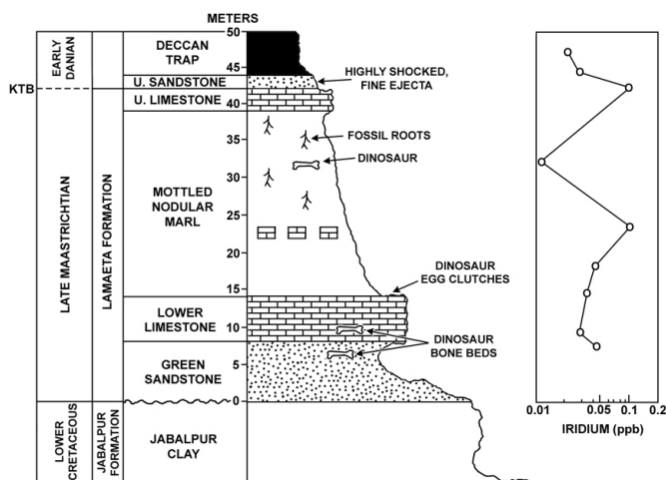 METERS
EARLY
DANIAN
KTB
LATE MAASTRICHTIAN
LOWER
CRETACEOUS
LAMAETA FORMATION
JABALPUR
FORMATION
DECCAN
TRAP
U. SANDSTONE
U. LIMESTONE
MOTTLED
NODULAR
MARL
LOWER
LIMESTONE
GREEN
SANDSTONE
JABALPUR
CLAY
50
45
40
35
30
25
20
15
10
5
0
HIGHLY SHOCKED,
FINE EJECTA
FOSSIL ROOTS
DINOSAUR
DINOSAUR
EGG CLUTCHES
DINOSAUR
BONE BEDS
0.01 0.05 0.1 0.2
IRIDIUM (ppb)